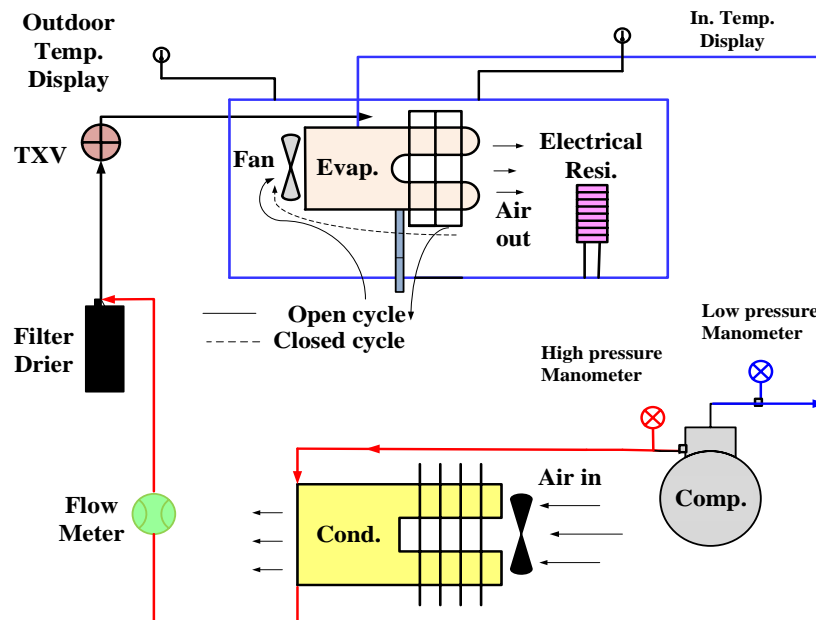 Outdoor
Temp.
Display
In. Temp.
Display
TXV
Fan
Evap.
Electrical
Resi.
Air
out
Open cycle
Closed cycle
Filter
Drier
Low pressure
Manometer
High pressure
Manometer
Flow
Meter
Cond.
Air in
Comp.